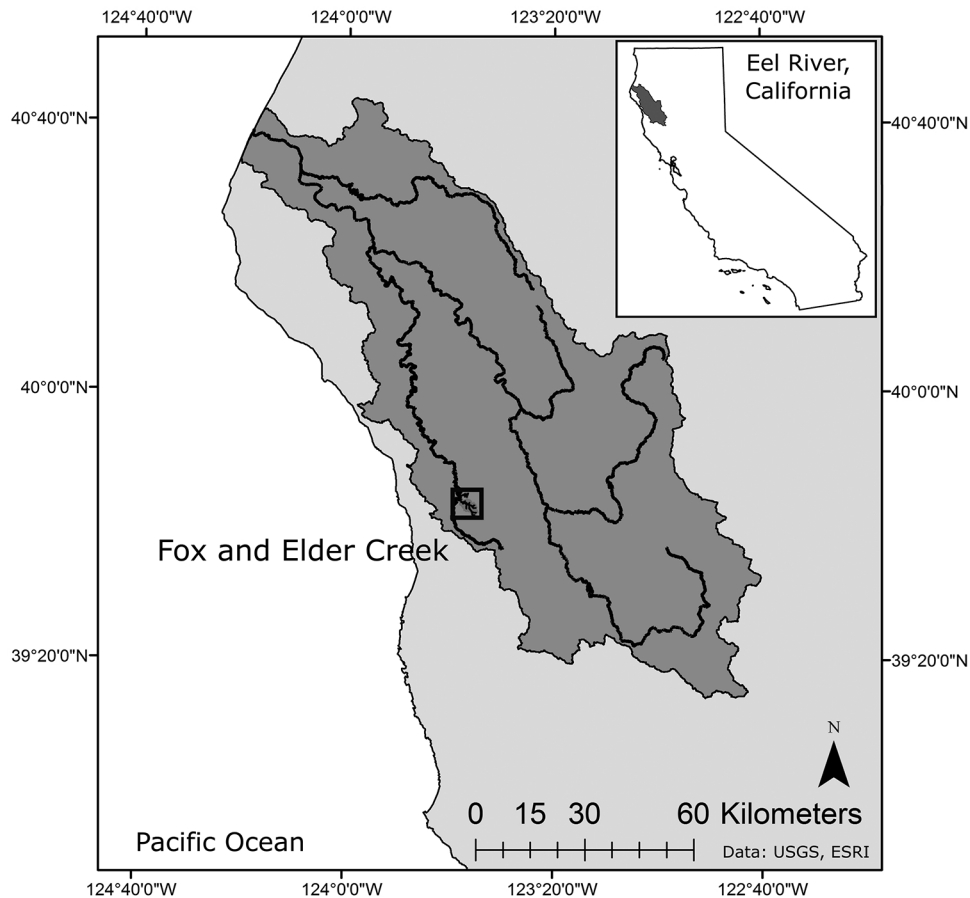 124°40'0"W 124°0'0"W 123°20'0"W 122°40'0"W
Eel River,
California
40°40'0"N
40°40'0"N
40°0'0"N
40°0'0"N
Fox and Elder Creek
39°20'0"N
39°20'0"N
N
0 15 30 60 Kilometers
Pacific Ocean
Data: USGS, ESRI
124°40'0"W 124°0'0"W 123°20'0"W 122°40'0"W